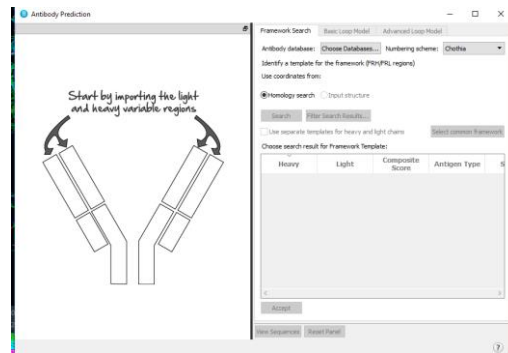 Antibody Prediction
Start by importing the light
and heavy variable regions
Framework Search Basic Loop Model Advanced Loop Model
Antibody database: Choose Databases... Numbering scheme: Chothia
Identify a template for the framework (FRH/FRL regions)
Use coordinates from:
Homology search Input structure
Search Filter Search Results...
Use separate templates for heavy and light chains Select common framework
Choose search result for Framework Template:
Heavy Light Composite Score Antigen Type S
Accept
View Sequences Reset Panel
?